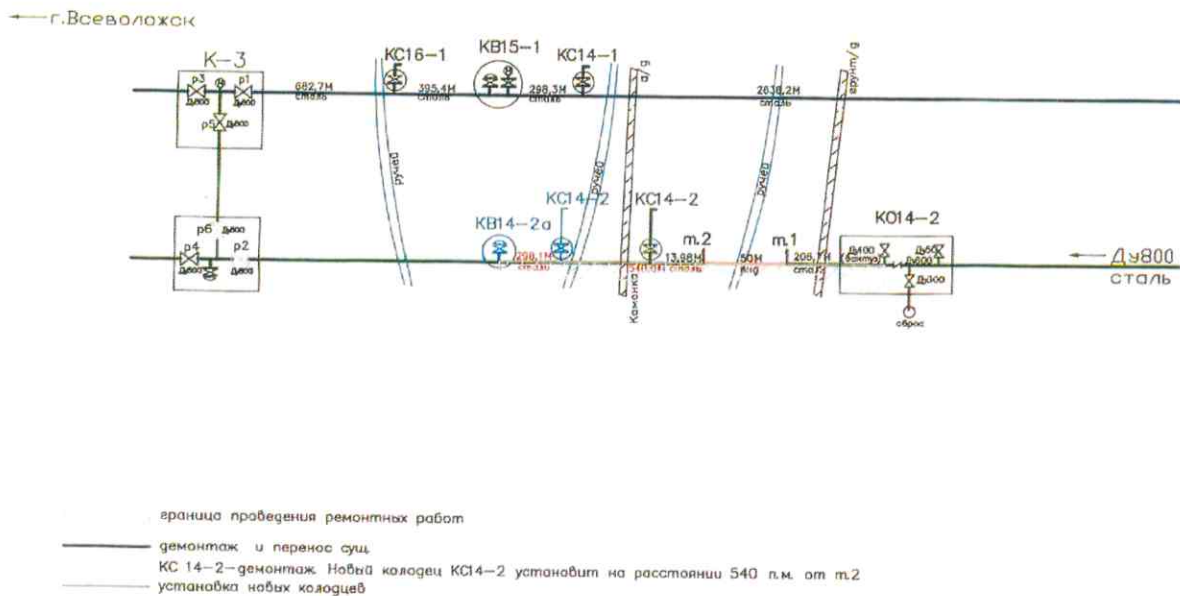 г.Всеволожск
К-3
КС16-1
КВ15-1
КС14-1
а/д
грунт/д
р3
р1
Ду800
Ду800
682,7М
сталь
395,4М
сталь
298,3М
сталь
2638,2М
сталь
р5
Ду800
ручей
ручей
ручей
КС14-2
КС14-2
КВ14-2а
т.2
т.1
КО14-2
р6
Ду800
р4
р2
Ду800
Ду800
298,1М
сталь
сталь
13,98М
50М
сталь
Ду300
Ду800
сталь
Каменка
сброс
граница проведения ремонтных работ
демонтаж и перенос сущ.
КС 14-2-демонтаж. Новый колодец КС14-2 установит на расстоянии 540 п.м. от т.2
установка новых колодцев